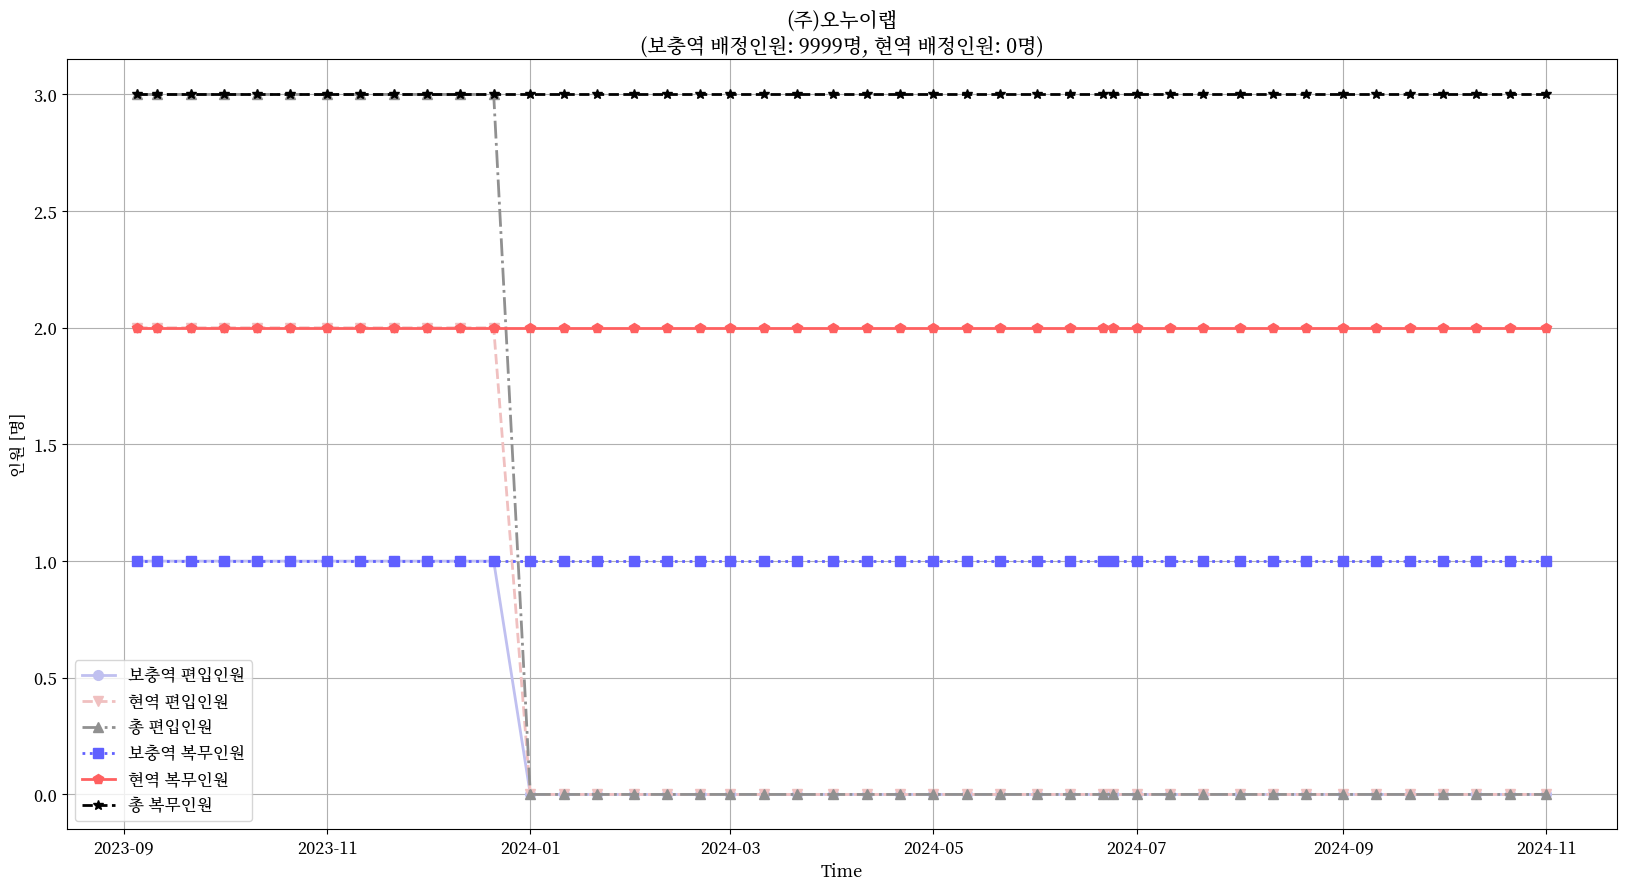 (주)오누이랩
(보충역 배정인원: 9999명, 현역 배정인원: 0명)
3.0
2.5
2.0
1.5
1.0
0.5
0.0
인원 [명]
보충역 편입인원
현역 편입인원
총 편입인원
보충역 복무인원
현역 복무인원
총 복무인원
2023-09
2023-11
2024-01
2024-03
2024-05
2024-07
2024-09
2024-11
Time